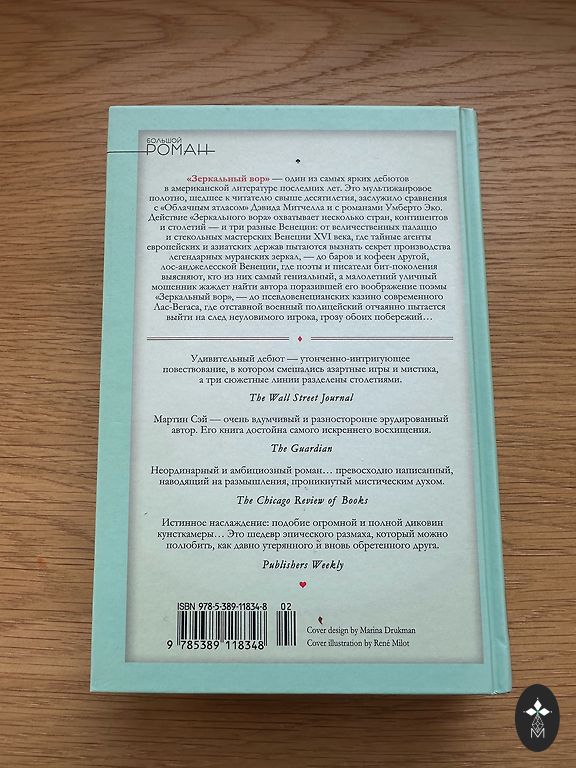 БОЛЬШОЙ
РОМАН
«Зеркальный вор» — один из самых ярких дебютов
в американской литературе последних лет. Это мультижанровое
полотно, шедшее к читателю свыше десятилетия, заслужило сравнения
с «Облачным атласом» Дэвида Митчелла и с романами Умберто Эко.
Действие «Зеркального вора» охватывает несколько стран, континентов
и столетий — и три разные Венеции: от величественных палаццо
и стекольных мастерских Венеции XVI века, где тайные агенты
европейских и азиатских держав пытаются вызнать секрет производства
легендарных муранских зеркал, — до баров и кофеен другой,
лос-анджелесской Венеции, где поэты и писатели бит-поколения
выясняют, кто из них самый гениальный, а малолетний уличный
мошенник жаждет найти автора поразившей его воображение поэмы
«Зеркальный вор», — до псевдовенецианских казино современного
Лас-Вегаса, где отставной военный полицейский отчаянно пытается
выйти на след неуловимого игрока, грозу обоих побережий…
Удивительный дебют — утонченно-интригующее
повествование, в котором смешались азартные игры и мистика,
а три сюжетные линии разделены столетиями.
The Wall Street Journal
Мартин Сэй — очень вдумчивый и разносторонне эрудированный
автор. Его книга достойна самого искреннего восхищения.
The Guardian
Неординарный и амбициозный роман… превосходно написанный,
наводящий на размышления, проникнутый мистическим духом.
The Chicago Review of Books
Истинное наслаждение: подобие огромной и полной диковин
кунсткамеры… Это шедевр эпического размаха, который можно
полюбить, как давно утерянного и вновь обретенного друга.
Publishers Weekly
ISBN 978-5-389-11834-8 02
9 785389 118348
Cover design by Marina Drukman
Cover illustration by René Milot
M